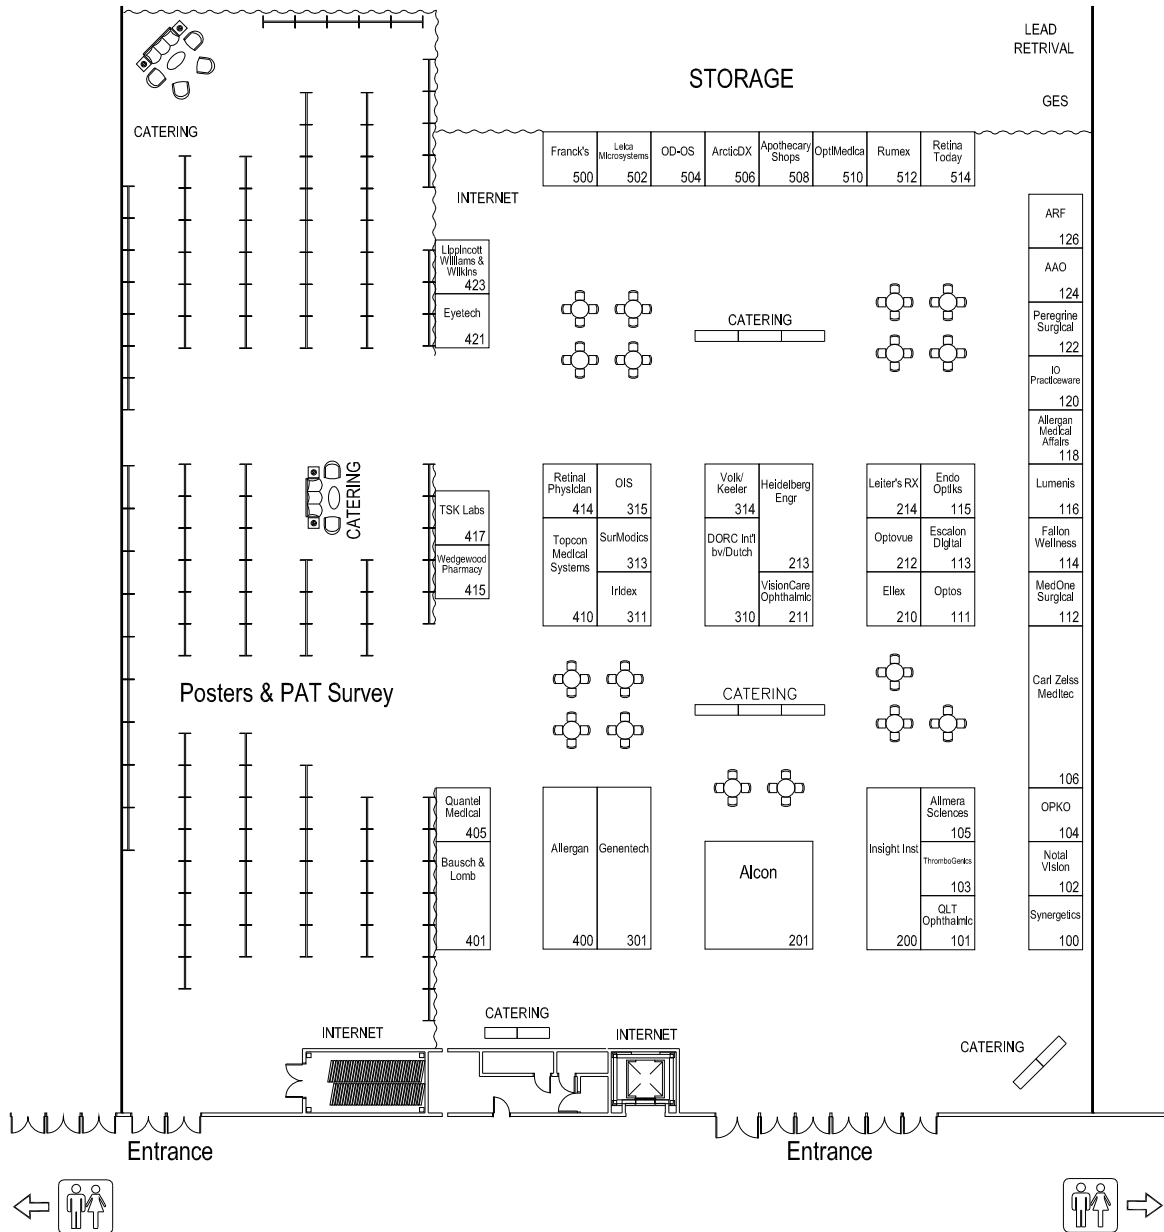 LEAD
RETRIVAL
STORAGE
GES
CATERING
Franck's
500
Leica
Microsystems
502
OD-OS
504
ArcticDX
506
Apothecary
Shops
508
OptiMedica
510
Rumex
512
Retina
Today
514
INTERNET
ARF
126
Lippincott
Williams &
Wilkins
423
AAO
124
Eyetech
421
CATERING
Peregrine
Surgical
122
IO
Practiceware
120
Allergan
Medical
Affairs
118
CATERING
TSK Labs
417
Wedgewood
Pharmacy
415
Retinal
Physician
414
OIS
315
Topcon
Medical
Systems
410
SurModics
313
Iridex
311
Volk/
Keeler
314
Heidelberg
Engr
213
DORC Int'l
bv/Dutch
310
VisionCare
Ophthalmic
211
Leiter's RX
214
Endo
Optiks
115
Optovue
212
Escalon
Digital
113
Ellex
210
Optos
111
Lumenis
116
Fallon
Wellness
114
MedOne
Surgical
112
Posters & PAT Survey
CATERING
Carl Zeiss
Meditec
106
Quantel
Medical
405
Bausch &
Lomb
401
Allergan
400
Genentech
301
Alcon
201
Insight Inst
200
Alimera
Sciences
105
ThromboGenics
103
QLT
Ophthalmic
101
OPKO
104
Notal
Vision
102
Synergetics
100
CATERING
INTERNET
INTERNET
CATERING
Entrance
Entrance